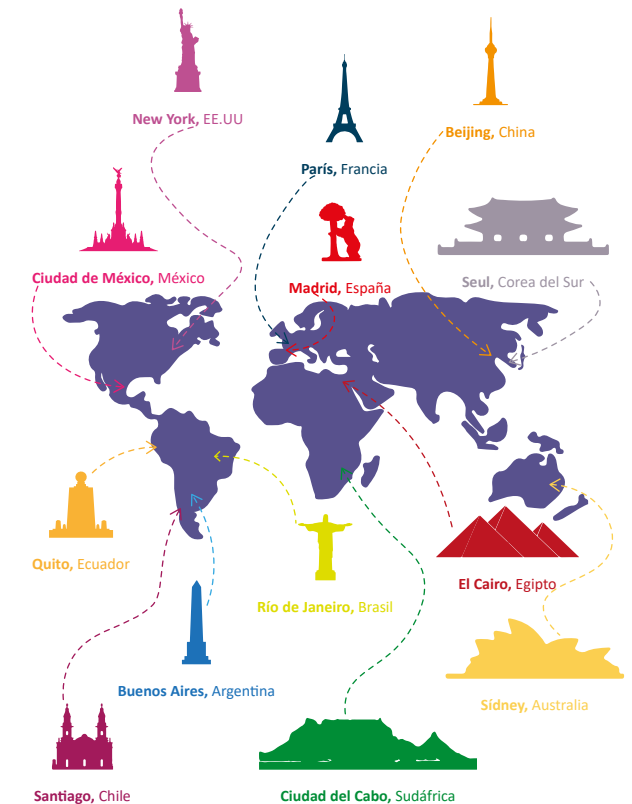 New York, EE.UU
Beijing, China
París, Francia
Ciudad de México, México
Madrid, España
Seul, Corea del Sur
Quito, Ecuador
El Cairo, Egipto
Río de Janeiro, Brasil
Buenos Aires, Argentina
Sídney, Australia
Santiago, Chile
Ciudad del Cabo, Sudáfrica